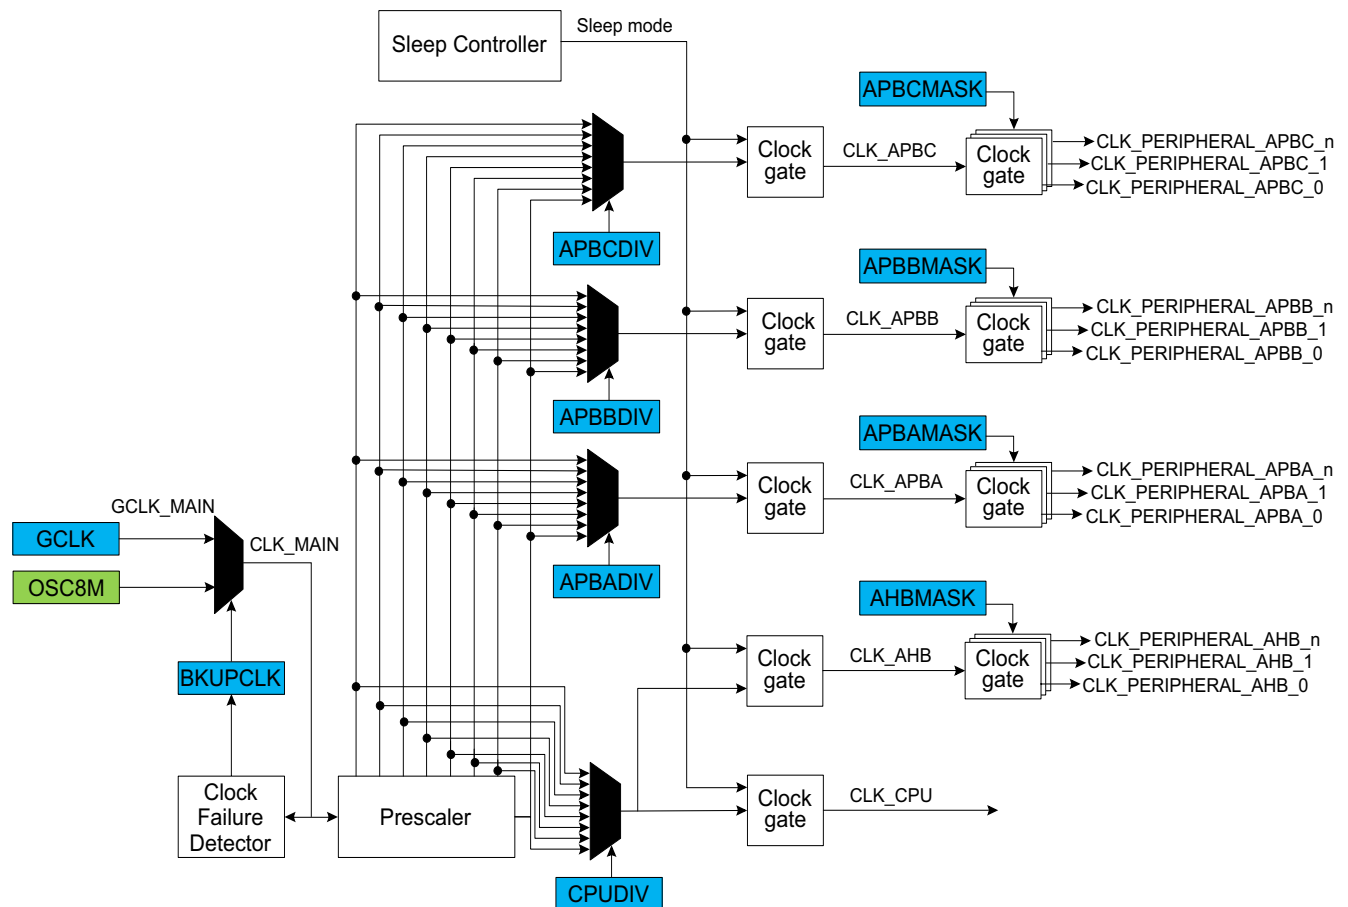 Sleep mode
Sleep Controller
APBCMASK
Clock
gate
CLK_APBC
Clock
gate
CLK_PERIPHERAL_APBC_n
CLK_PERIPHERAL_APBC_1
CLK_PERIPHERAL_APBC_0
APBCDIV
APBBMASK
Clock
gate
CLK_APBB
Clock
gate
CLK_PERIPHERAL_APBB_n
CLK_PERIPHERAL_APBB_1
CLK_PERIPHERAL_APBB_0
APBBDIV
APBAMASK
Clock
gate
CLK_APBA
Clock
gate
CLK_PERIPHERAL_APBA_n
CLK_PERIPHERAL_APBA_1
CLK_PERIPHERAL_APBA_0
GCLK_MAIN
GCLK
CLK_MAIN
OSC8M
APBADIV
AHBMASK
BKUPCLK
Clock
gate
CLK_AHB
Clock
gate
CLK_PERIPHERAL_AHB_n
CLK_PERIPHERAL_AHB_1
CLK_PERIPHERAL_AHB_0
Clock
Failure
Detector
Prescaler
Clock
gate
CLK_CPU
CPUDIV